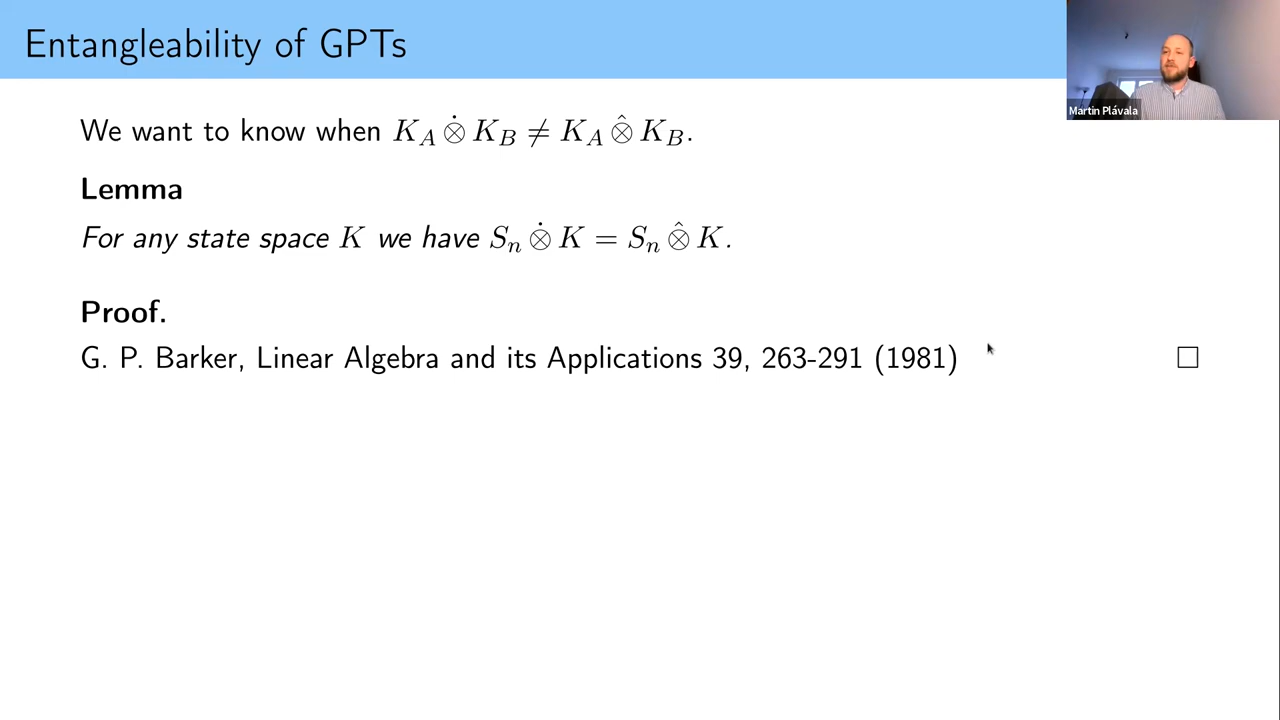 Entangleability of GPTs
Martin Plávala
We want to know when $K_A \dot{\otimes} K_B \neq K_A \hat{\otimes} K_B$.
Lemma
For any state space $K$ we have $S_n \dot{\otimes} K = S_n \hat{\otimes} K$.
Proof.
G. P. Barker, Linear Algebra and its Applications 39, 263-291 (1981) □